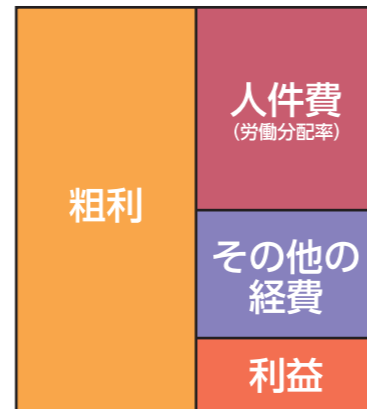 粗利
人件費
(労働分配率)
その他の
経費
利益